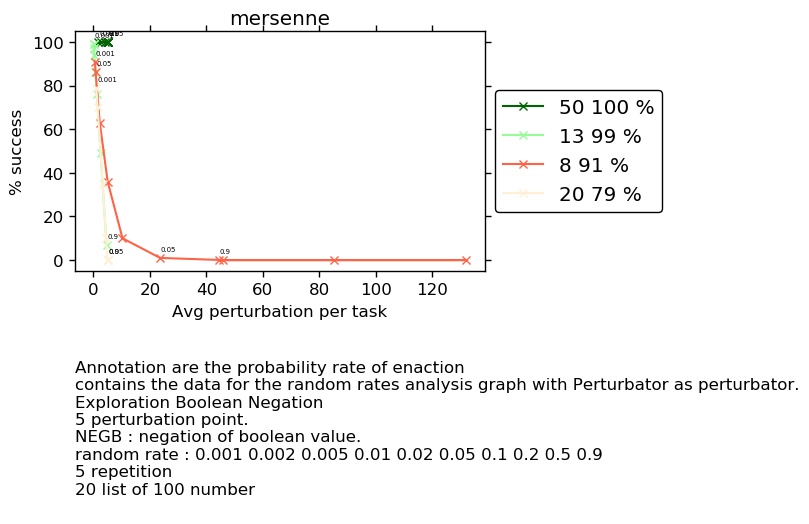 mersenne
100
80
60
40
20
0
% success
0.001
0.05
0.001
0.9
0.05
0.9
0 20 40 60 80 100 120
Avg perturbation per task
50 100 %
13 99 %
8 91 %
20 79 %
Annotation are the probability rate of enaction
contains the data for the random rates analysis graph with Perturbator as perturbator.
Exploration Boolean Negation
5 perturbation point.
NEGB : negation of boolean value.
random rate : 0.001 0.002 0.005 0.01 0.02 0.05 0.1 0.2 0.5 0.9
5 repetition
20 list of 100 number